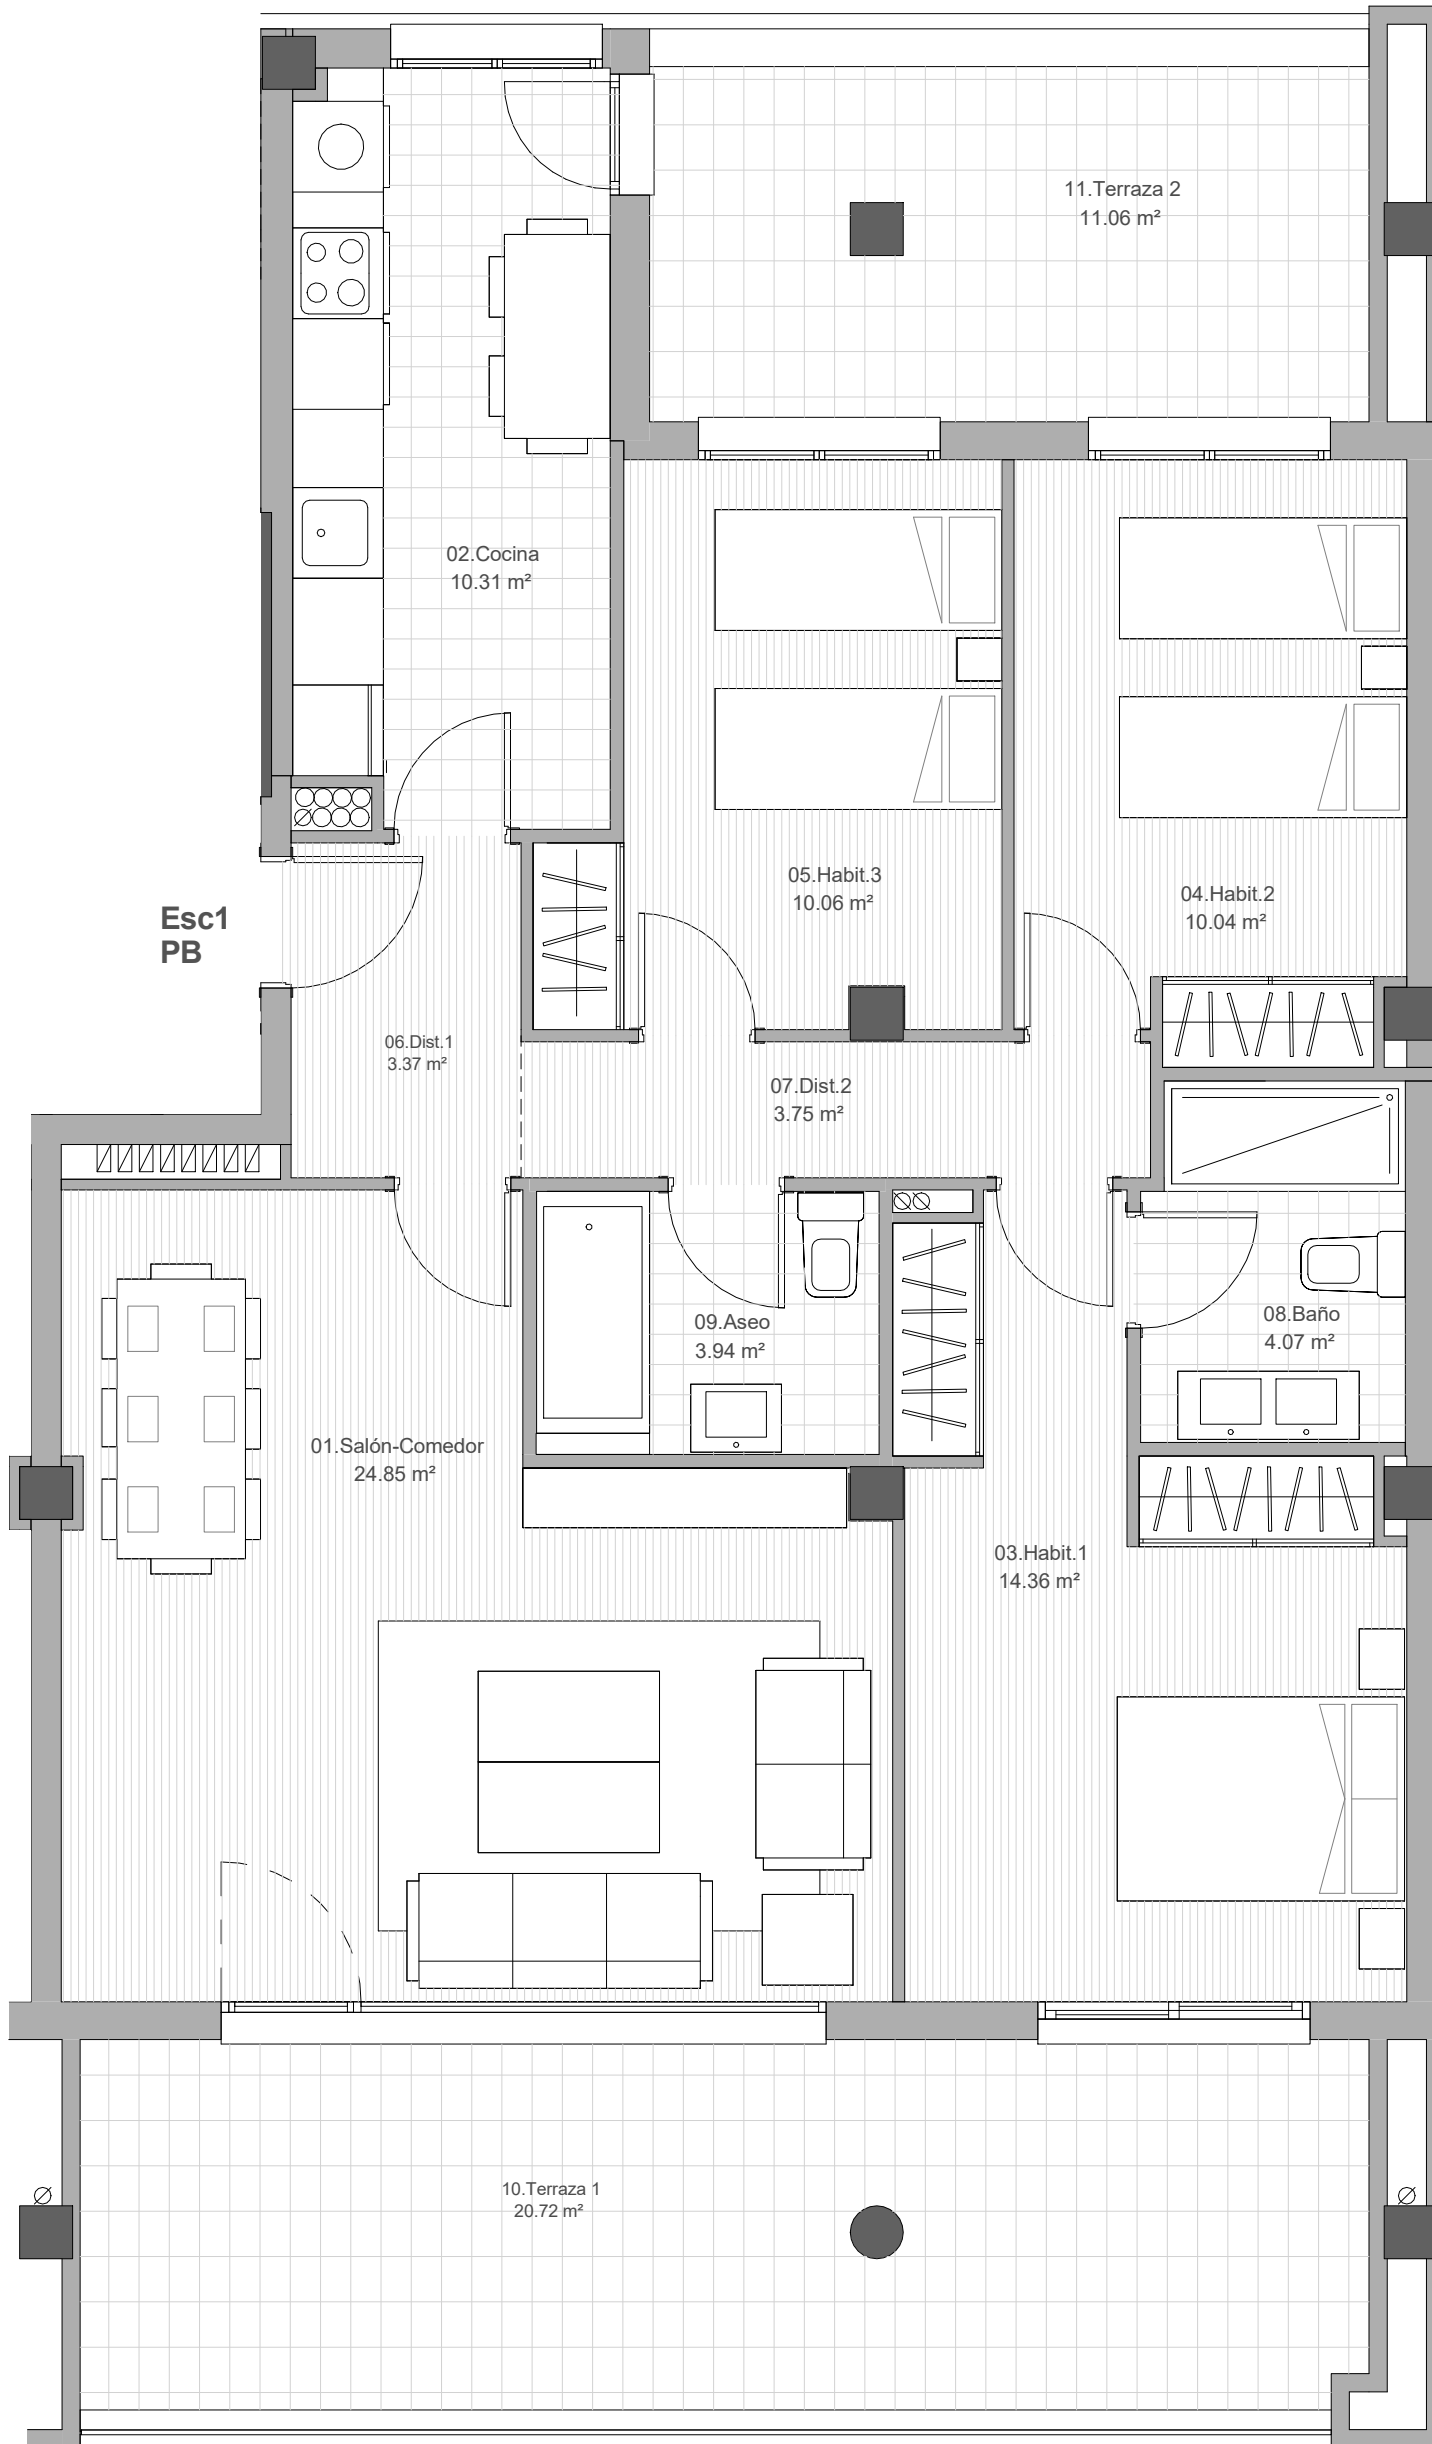 11.Terraza 2
11.06 m²
02.Cocina
10.31 m²
05.Habit.3
10.06 m²
04.Habit.2
10.04 m²
Esc1
PB
06.Dist.1
3.37 m²
07.Dist.2
3.75 m²
09.Aseo
3.94 m²
08.Baño
4.07 m²
01.Salón-Comedor
24.85 m²
03.Habit.1
14.36 m²
10.Terraza 1
20.72 m²